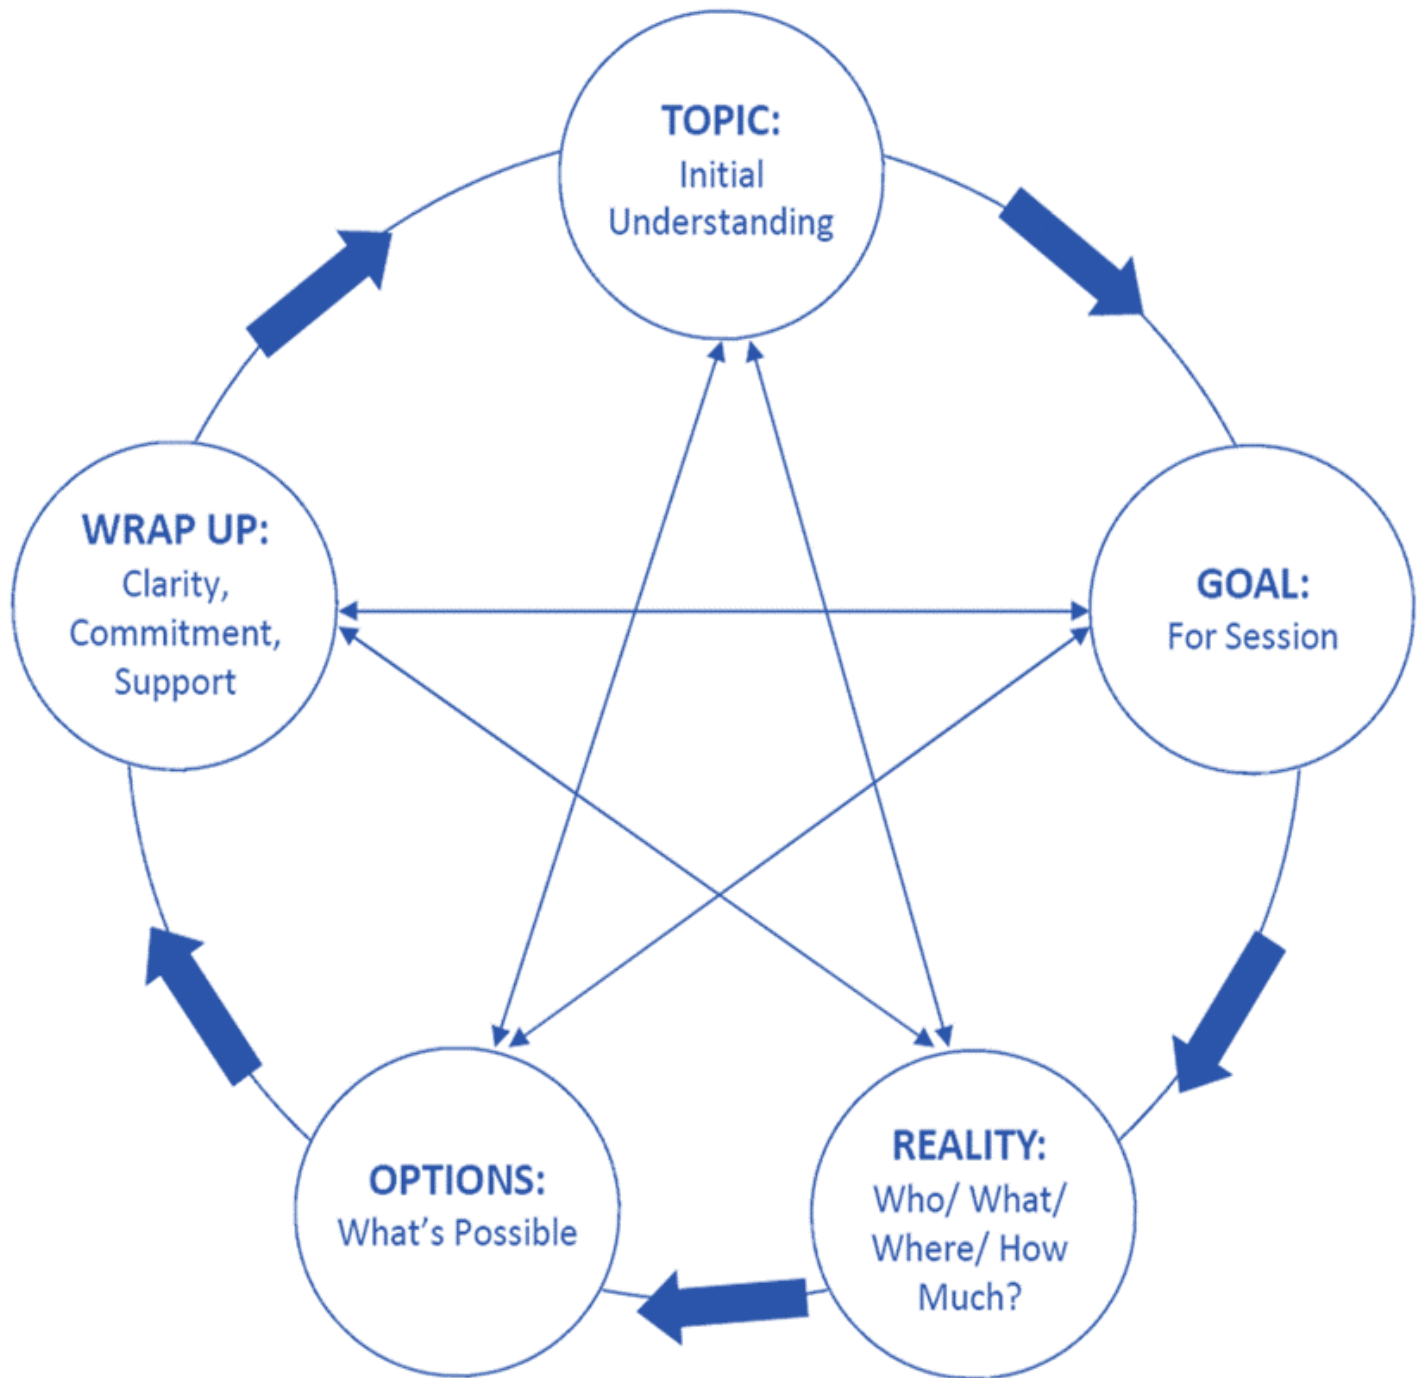 TOPIC:
Initial
Understanding
GOAL:
For Session
REALITY:
Who/ What/
Where/ How
Much?
OPTIONS:
What’s Possible
WRAP UP:
Clarity,
Commitment,
Support